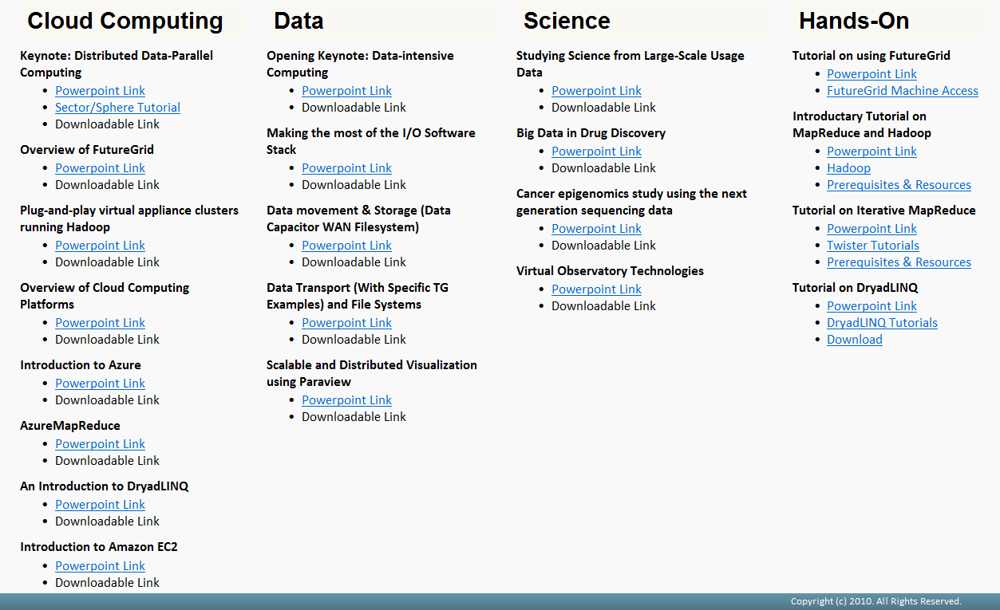 Cloud Computing
Keynote: Distributed Data-Parallel
Computing
Powerpoint Link
Sector/Sphere Tutorial
Downloadable Link
Overview of FutureGrid
Powerpoint Link
Downloadable Link
Plug-and-play virtual appliance clusters
running Hadoop
Powerpoint Link
Downloadable Link
Overview of Cloud Computing
Platforms
Powerpoint Link
Downloadable Link
Introduction to Azure
Powerpoint Link
Downloadable Link
AzureMapReduce
Powerpoint Link
Downloadable Link
An Introduction to DryadLINQ
Powerpoint Link
Downloadable Link
Introduction to Amazon EC2
Powerpoint Link
Downloadable Link
Data
Opening Keynote: Data-intensive
Computing
Powerpoint Link
Downloadable Link
Making the most of the I/O Software
Stack
Powerpoint Link
Downloadable Link
Data movement & Storage (Data
Capacitor WAN Filesystem)
Powerpoint Link
Downloadable Link
Data Transport (With Specific TG
Examples) and File Systems
Powerpoint Link
Downloadable Link
Scalable and Distributed Visualization
using Paraview
Powerpoint Link
Downloadable Link
Science
Studying Science from Large-Scale Usage
Data
Powerpoint Link
Downloadable Link
Big Data in Drug Discovery
Powerpoint Link
Downloadable Link
Cancer epigenomics study using the next
generation sequencing data
Powerpoint Link
Downloadable Link
Virtual Observatory Technologies
Powerpoint Link
Downloadable Link
Hands-On
Tutorial on using FutureGrid
Powerpoint Link
FutureGrid Machine Access
Introductary Tutorial on
MapReduce and Hadoop
Powerpoint Link
Hadoop
Prerequisites & Resources
Tutorial on Iterative MapReduce
Powerpoint Link
Twister Tutorials
Prerequisites & Resources
Tutorial on DryadLINQ
Powerpoint Link
DryadLINQ Tutorials
Download
Copyright (c) 2010. All Rights Reserved.